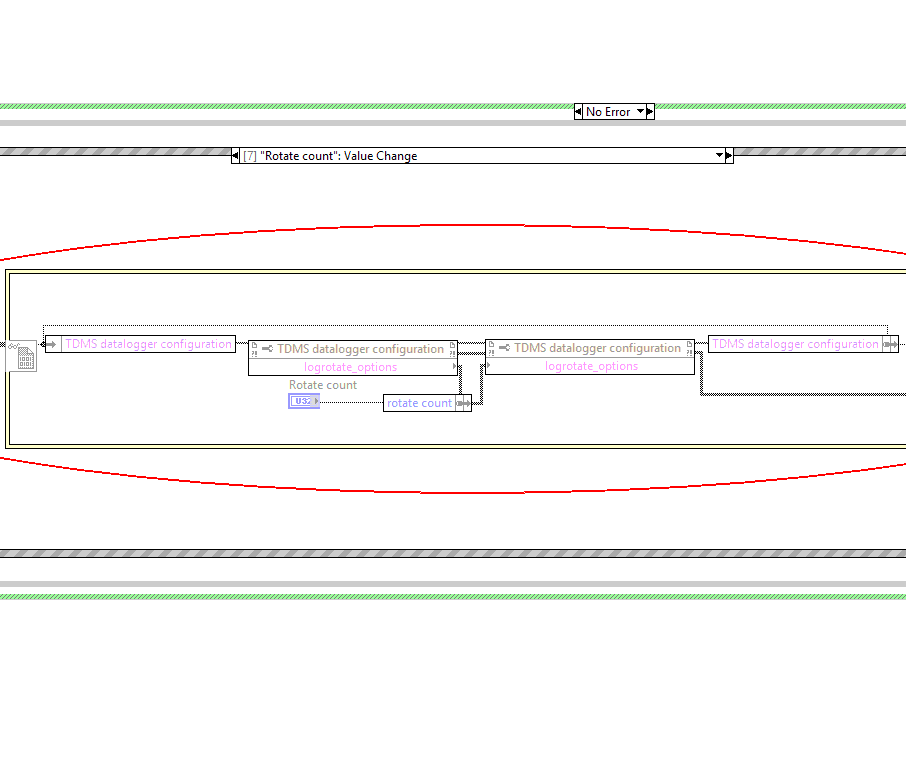 No Error
[7] "Rotate count": Value Change
TDMS datalogger configuration
TDMS datalogger configuration
logrotate_options
TDMS datalogger configuration
logrotate_options
TDMS datalogger configuration
Rotate count
U32
rotate count